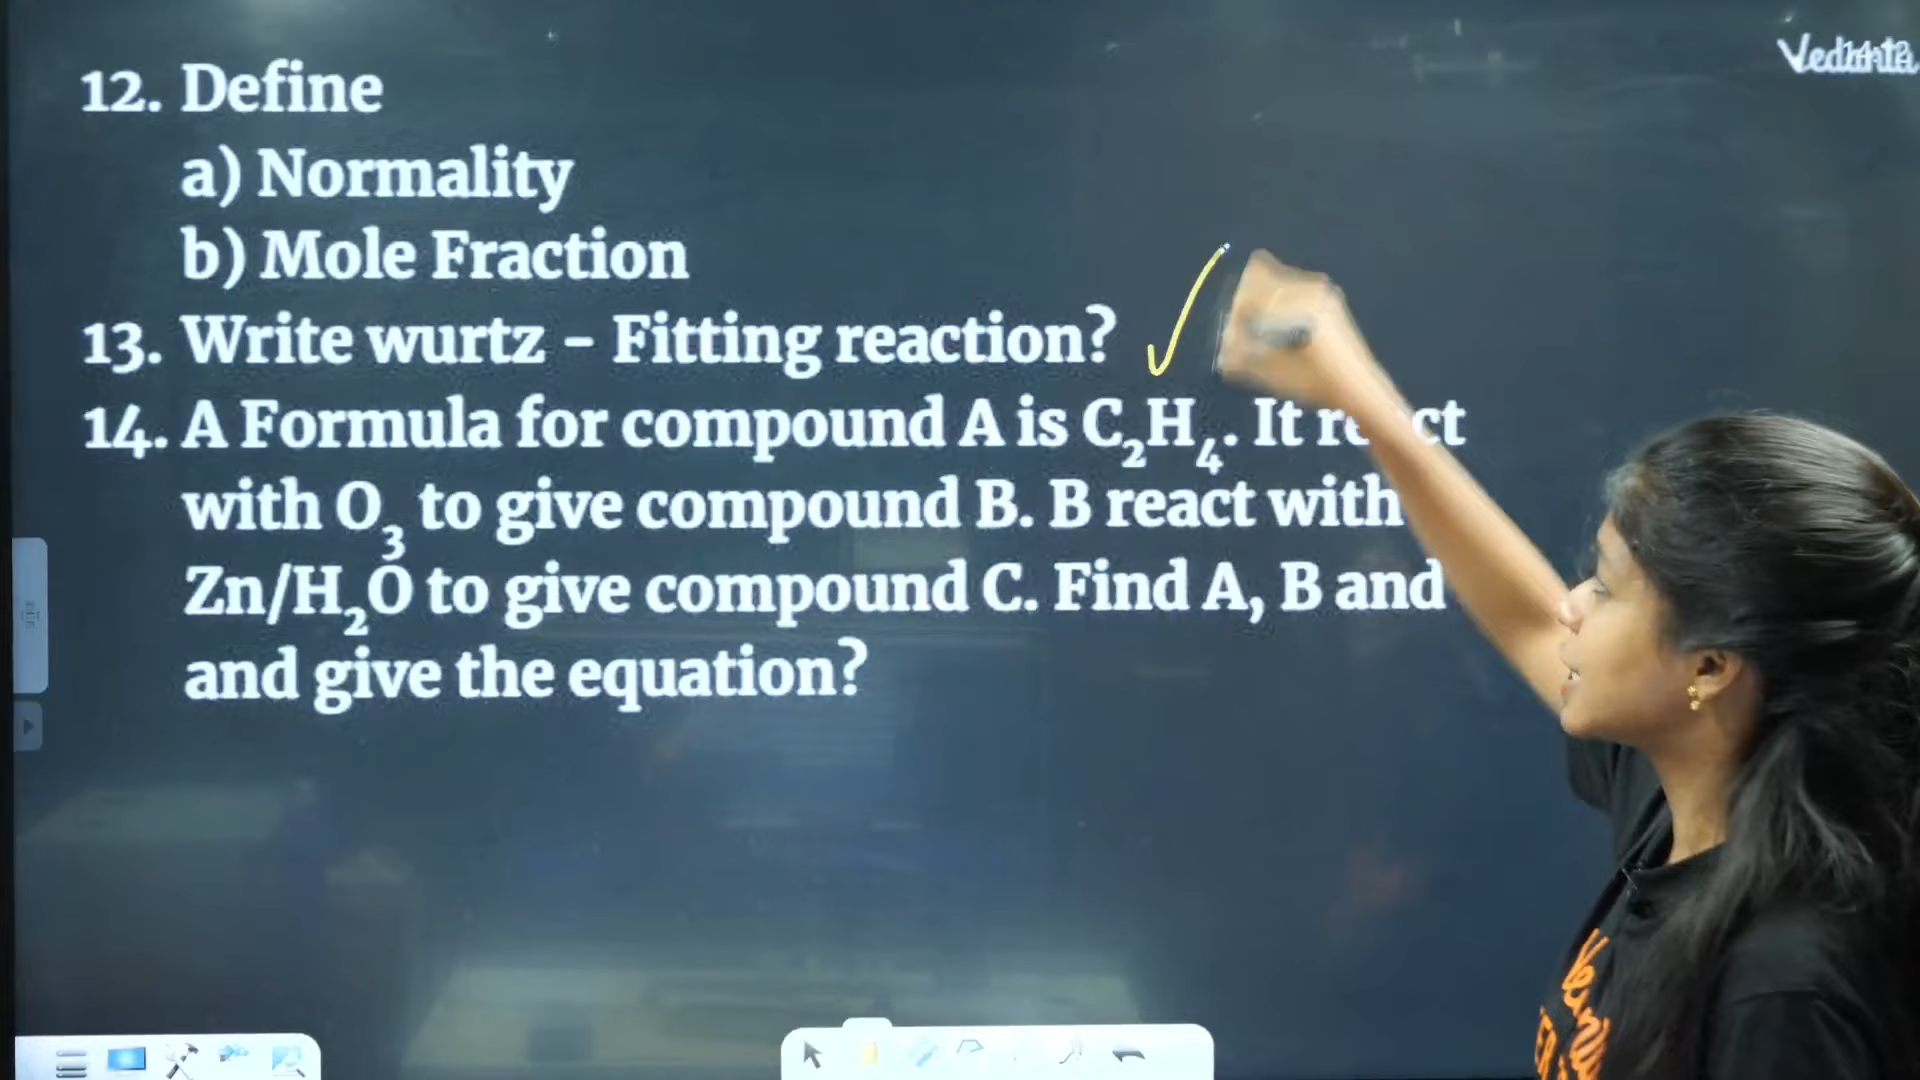 12. Define
a) Normality
b) Mole Fraction
13. Write wurtz - Fitting reaction?
14. A Formula for compound A is C₂H₄. It react
with O₃ to give compound B. B react with
Zn/H₂O to give compound C. Find A, B and
and give the equation?